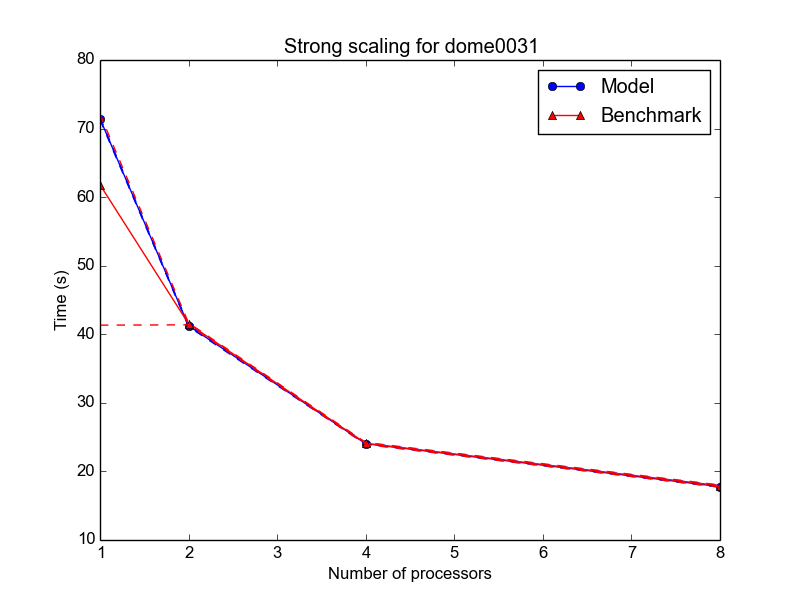 Strong scaling for dome0031
Model
Benchmark
80
70
60
50
40
30
20
10
Time (s)
1 2 3 4 5 6 7 8
Number of processors